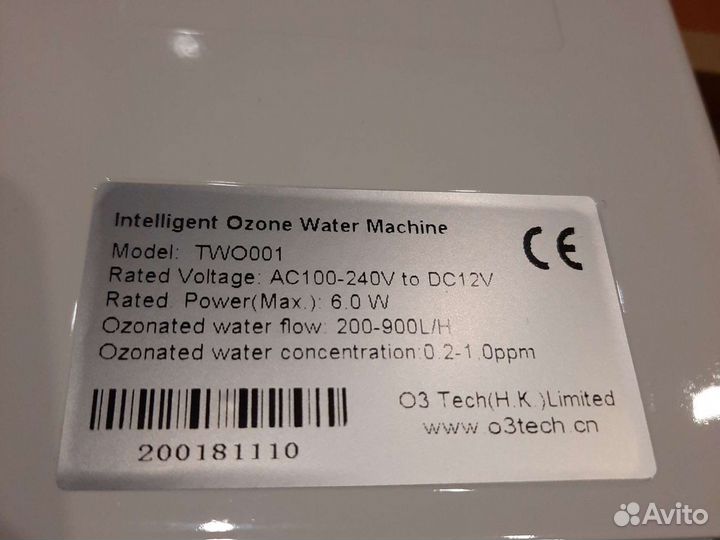 Intelligent Ozone Water Machine
Model: TWO001
Rated Voltage: AC100-240V to DC12V
Rated. Power(Max.): 6.0 W
Ozonated water flow: 200-900L/H
Ozonated water concentration:0.2-1.0ppm
CE
O3 Tech(H.K.)Limited
www.o3tech.cn
200181110
Avito